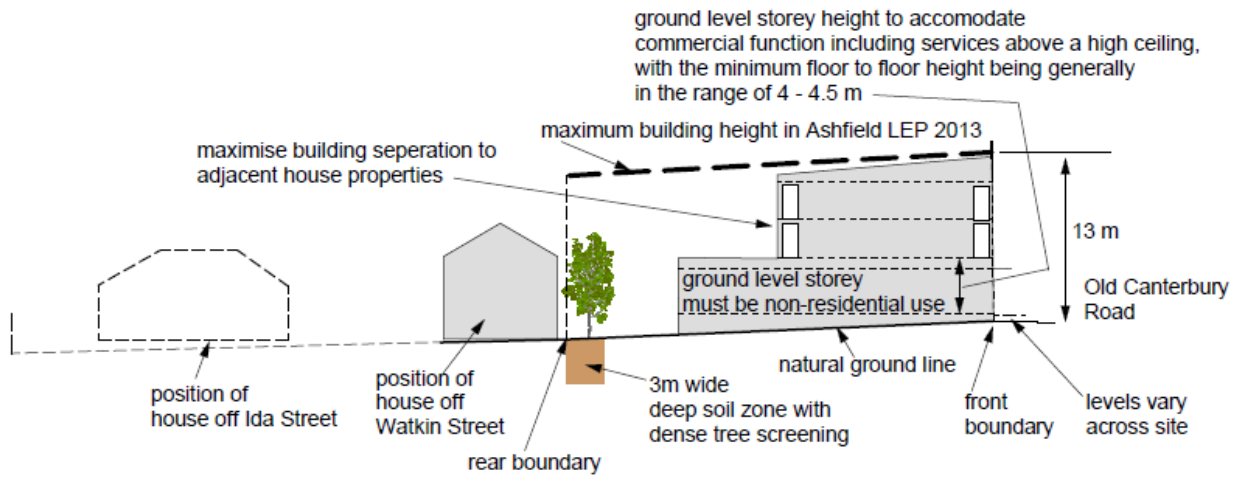 ground level storey height to accomodate
commercial function including services above a high ceiling,
with the minimum floor to floor height being generally
in the range of 4 - 4.5 m
maximum building height in Ashfield LEP 2013
maximise building seperation to
adjacent house properties
13 m
ground level storey
must be non-residential use
Old Canterbury
Road
natural ground line
position of
house off Ida Street
position of
house off
Watkin Street
3m wide
deep soil zone with
dense tree screening
front
boundary
levels vary
across site
rear boundary